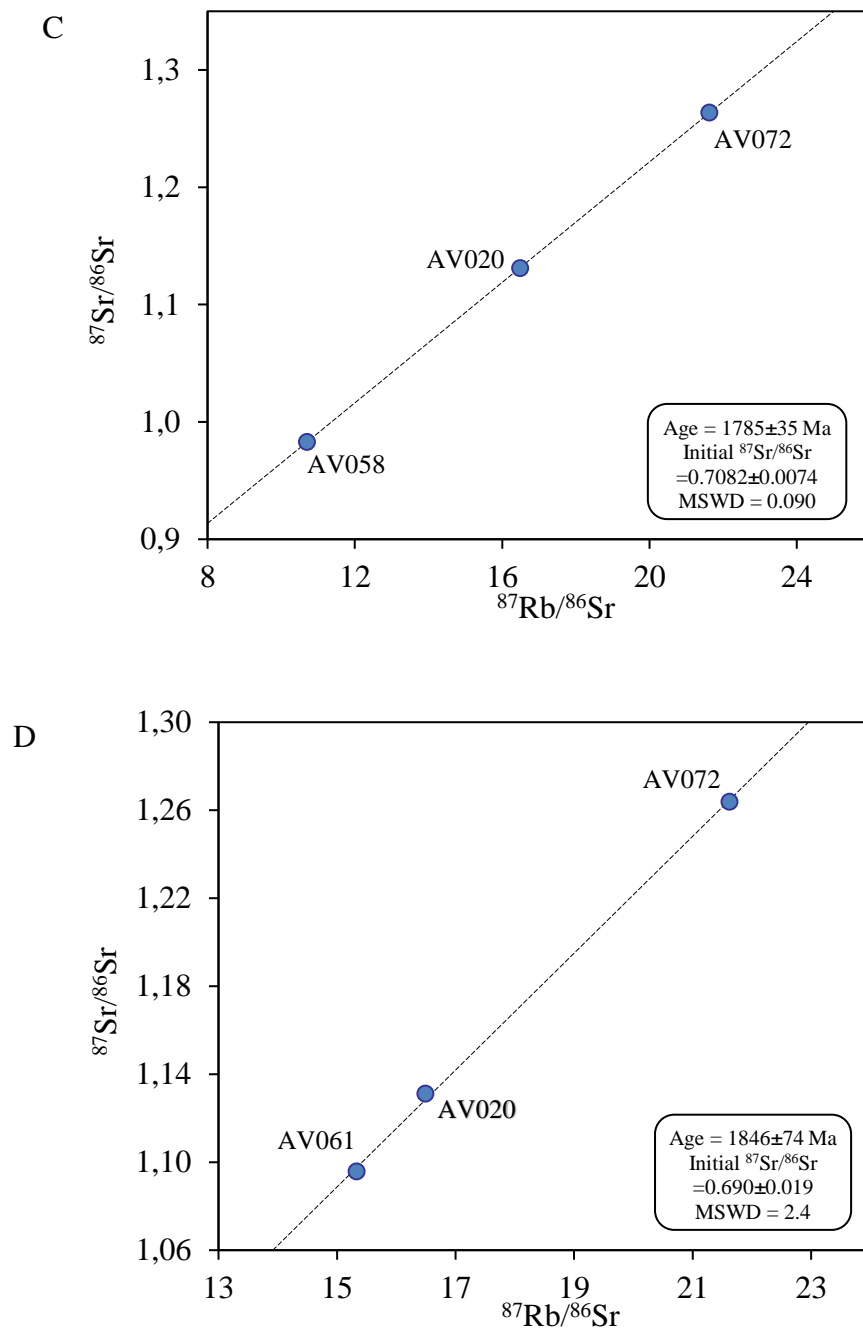 C
1,3
1,2
1,1
1,0
0,9
⁸⁷Sr/⁸⁶Sr
AV072
AV020
AV058
Age = 1785±35 Ma
Initial ⁸⁷Sr/⁸⁶Sr
=0.7082±0.0074
MSWD = 0.090
8 12 16 20 24
⁸⁷Rb/⁸⁶Sr
D
1,30
1,26
1,22
1,18
1,14
1,10
1,06
⁸⁷Sr/⁸⁶Sr
AV072
AV020
AV061
Age = 1846±74 Ma
Initial ⁸⁷Sr/⁸⁶Sr
=0.690±0.019
MSWD = 2.4
13 15 17 19 21 23
⁸⁷Rb/⁸⁶Sr